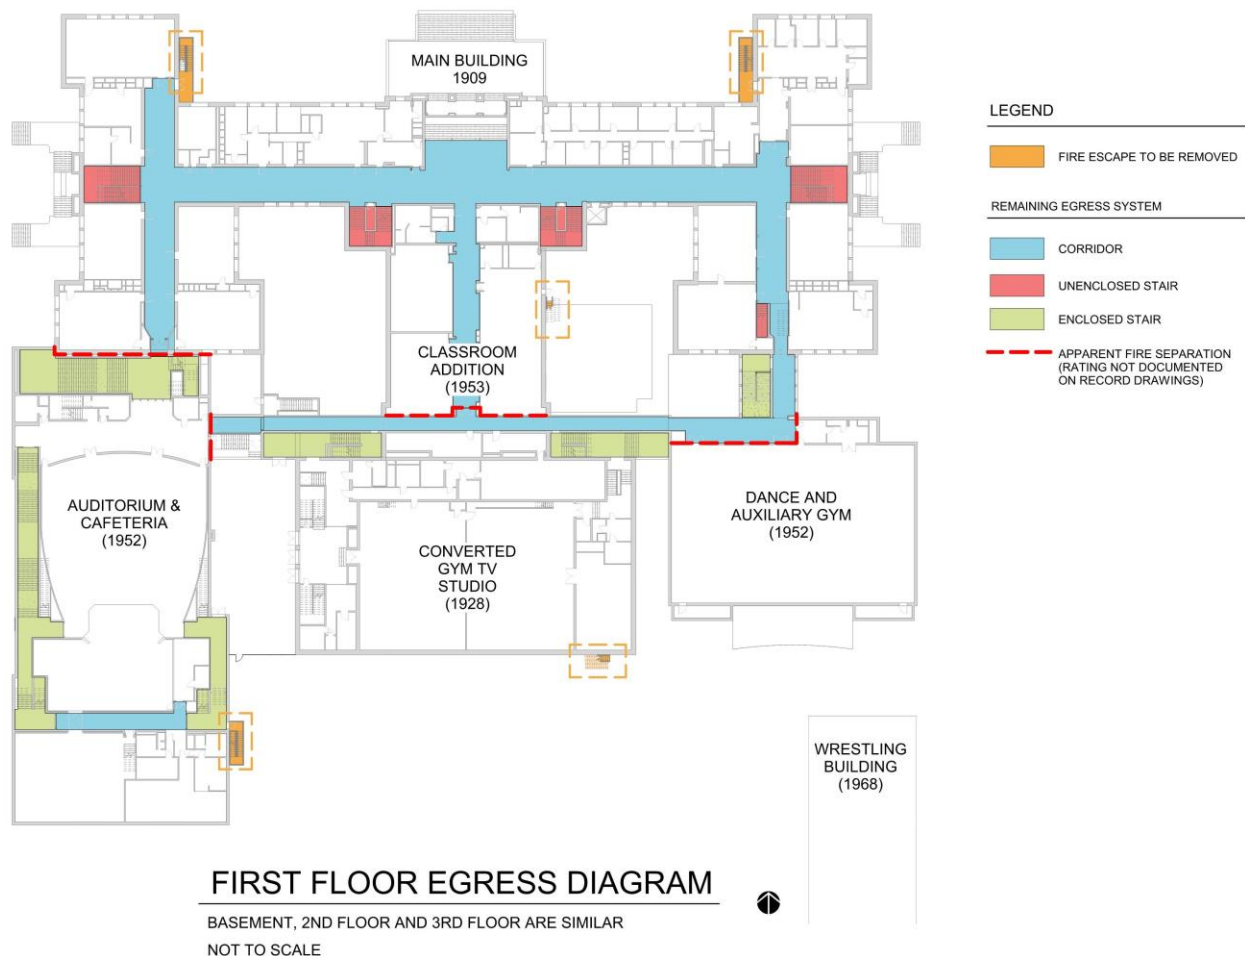 MAIN BUILDING
1909
LEGEND
FIRE ESCAPE TO BE REMOVED
REMAINING EGRESS SYSTEM
CORRIDOR
UNENCLOSED STAIR
ENCLOSED STAIR
APPARENT FIRE SEPARATION
(RATING NOT DOCUMENTED
ON RECORD DRAWINGS)
CLASSROOM
ADDITION
(1953)
AUDITORIUM &
CAFETERIA
(1952)
CONVERTED
GYM TV
STUDIO
(1928)
DANCE AND
AUXILIARY GYM
(1952)
WRESTLING
BUILDING
(1968)
FIRST FLOOR EGRESS DIAGRAM
BASEMENT, 2ND FLOOR AND 3RD FLOOR ARE SIMILAR
NOT TO SCALE